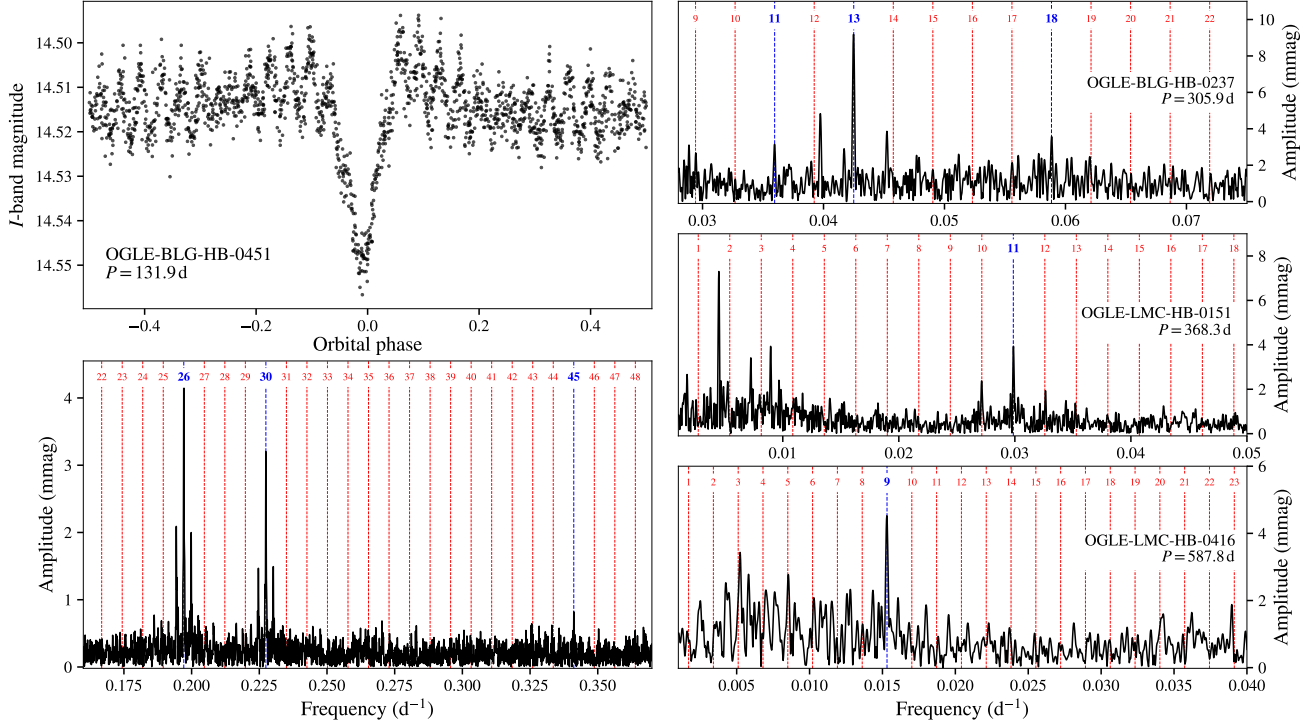 14.50
14.51
14.52
14.53
14.54
14.55
I-band magnitude
OGLE-BLG-HB-0451
P = 131.9 d
−0.4 −0.2 0.0 0.2 0.4
Orbital phase
22 23 24 25 26 27 28 29 30 31 32 33 34 35 36 37 38 39 40 41 42 43 44 45 46 47 48
4
3
2
1
0
Amplitude (mmag)
0.175 0.200 0.225 0.250 0.275 0.300 0.325 0.350
Frequency (d⁻¹)
9 10 11 12 13 14 15 16 17 18 19 20 21 22
OGLE-BLG-HB-0237
P = 305.9 d
10
8
6
4
2
0
Amplitude (mmag)
0.03 0.04 0.05 0.06 0.07
1 2 3 4 5 6 7 8 9 10 11 12 13 14 15 16 17 18
OGLE-LMC-HB-0151
P = 368.3 d
8
6
4
2
0
Amplitude (mmag)
0.01 0.02 0.03 0.04 0.05
1 2 3 4 5 6 7 8 9 10 11 12 13 14 15 16 17 18 19 20 21 22 23
OGLE-LMC-HB-0416
P = 587.8 d
6
4
2
0
Amplitude (mmag)
0.005 0.010 0.015 0.020 0.025 0.030 0.035 0.040
Frequency (d⁻¹)